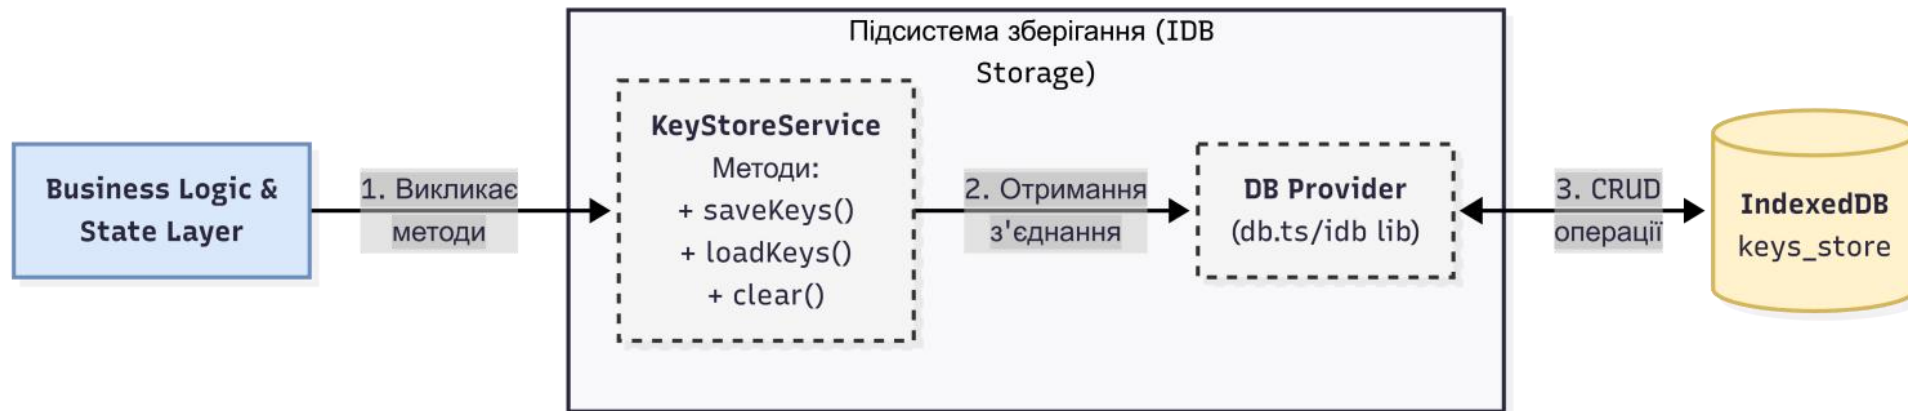 Підсистема зберігання (IDB
Storage)
Business Logic &
State Layer
1. Викликає
методи
KeyStoreService
Методи:
+ saveKeys()
+ loadKeys()
+ clear()
2. Отримання
з'єднання
DB Provider
(db.ts/idb lib)
3. CRUD
операції
IndexedDB
keys_store